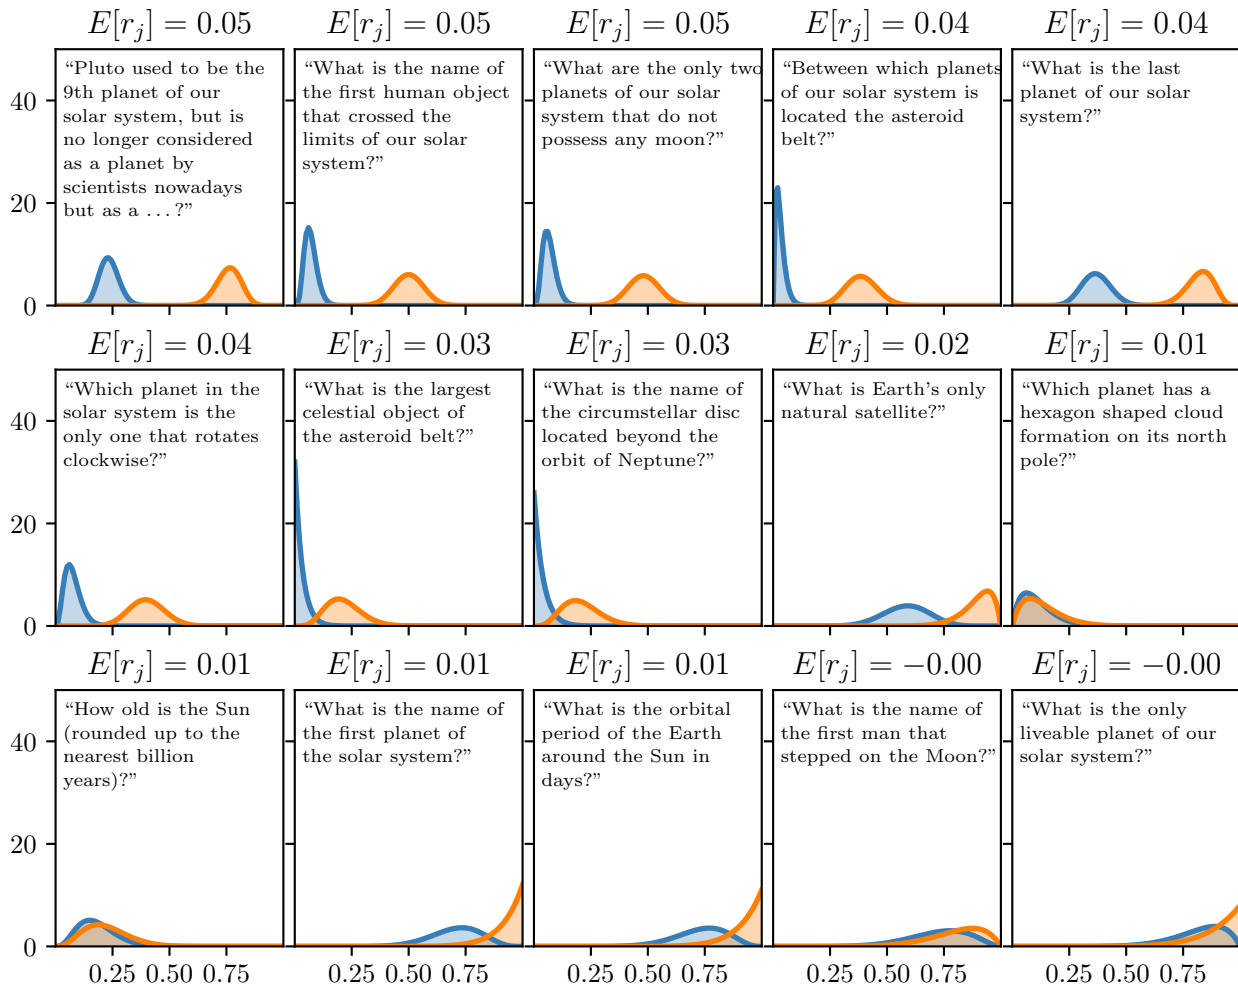 E[r_j] = 0.05 E[r_j] = 0.05 E[r_j] = 0.05 E[r_j] = 0.04 E[r_j] = 0.04
“Pluto used to be the
9th planet of our
solar system, but is
no longer considered
as a planet by
scientists nowadays
but as a ...?”
“What is the name of
the first human object
that crossed the
limits of our solar
system?”
“What are the only two
planets of our solar
system that do not
possess any moon?”
“Between which planets
of our solar system is
located the asteroid
belt?”
“What is the last
planet of our solar
system?”
40
20
0
E[r_j] = 0.04 E[r_j] = 0.03 E[r_j] = 0.03 E[r_j] = 0.02 E[r_j] = 0.01
“Which planet in the
solar system is the
only one that rotates
clockwise?”
“What is the largest
celestial object of
the asteroid belt?”
“What is the name of
the circumstellar disc
located beyond the
orbit of Neptune?”
“What is Earth’s only
natural satellite?”
“Which planet has a
hexagon shaped cloud
formation on its north
pole?”
40
20
0
E[r_j] = 0.01 E[r_j] = 0.01 E[r_j] = 0.01 E[r_j] = −0.00 E[r_j] = −0.00
“How old is the Sun
(rounded up to the
nearest billion
years)?”
“What is the name of
the first planet of
the solar system?”
“What is the orbital
period of the Earth
around the Sun in
days?”
“What is the name of
the first man that
stepped on the Moon?”
“What is the only
liveable planet of our
solar system?”
40
20
0
0.25 0.50 0.75 0.25 0.50 0.75 0.25 0.50 0.75 0.25 0.50 0.75 0.25 0.50 0.75